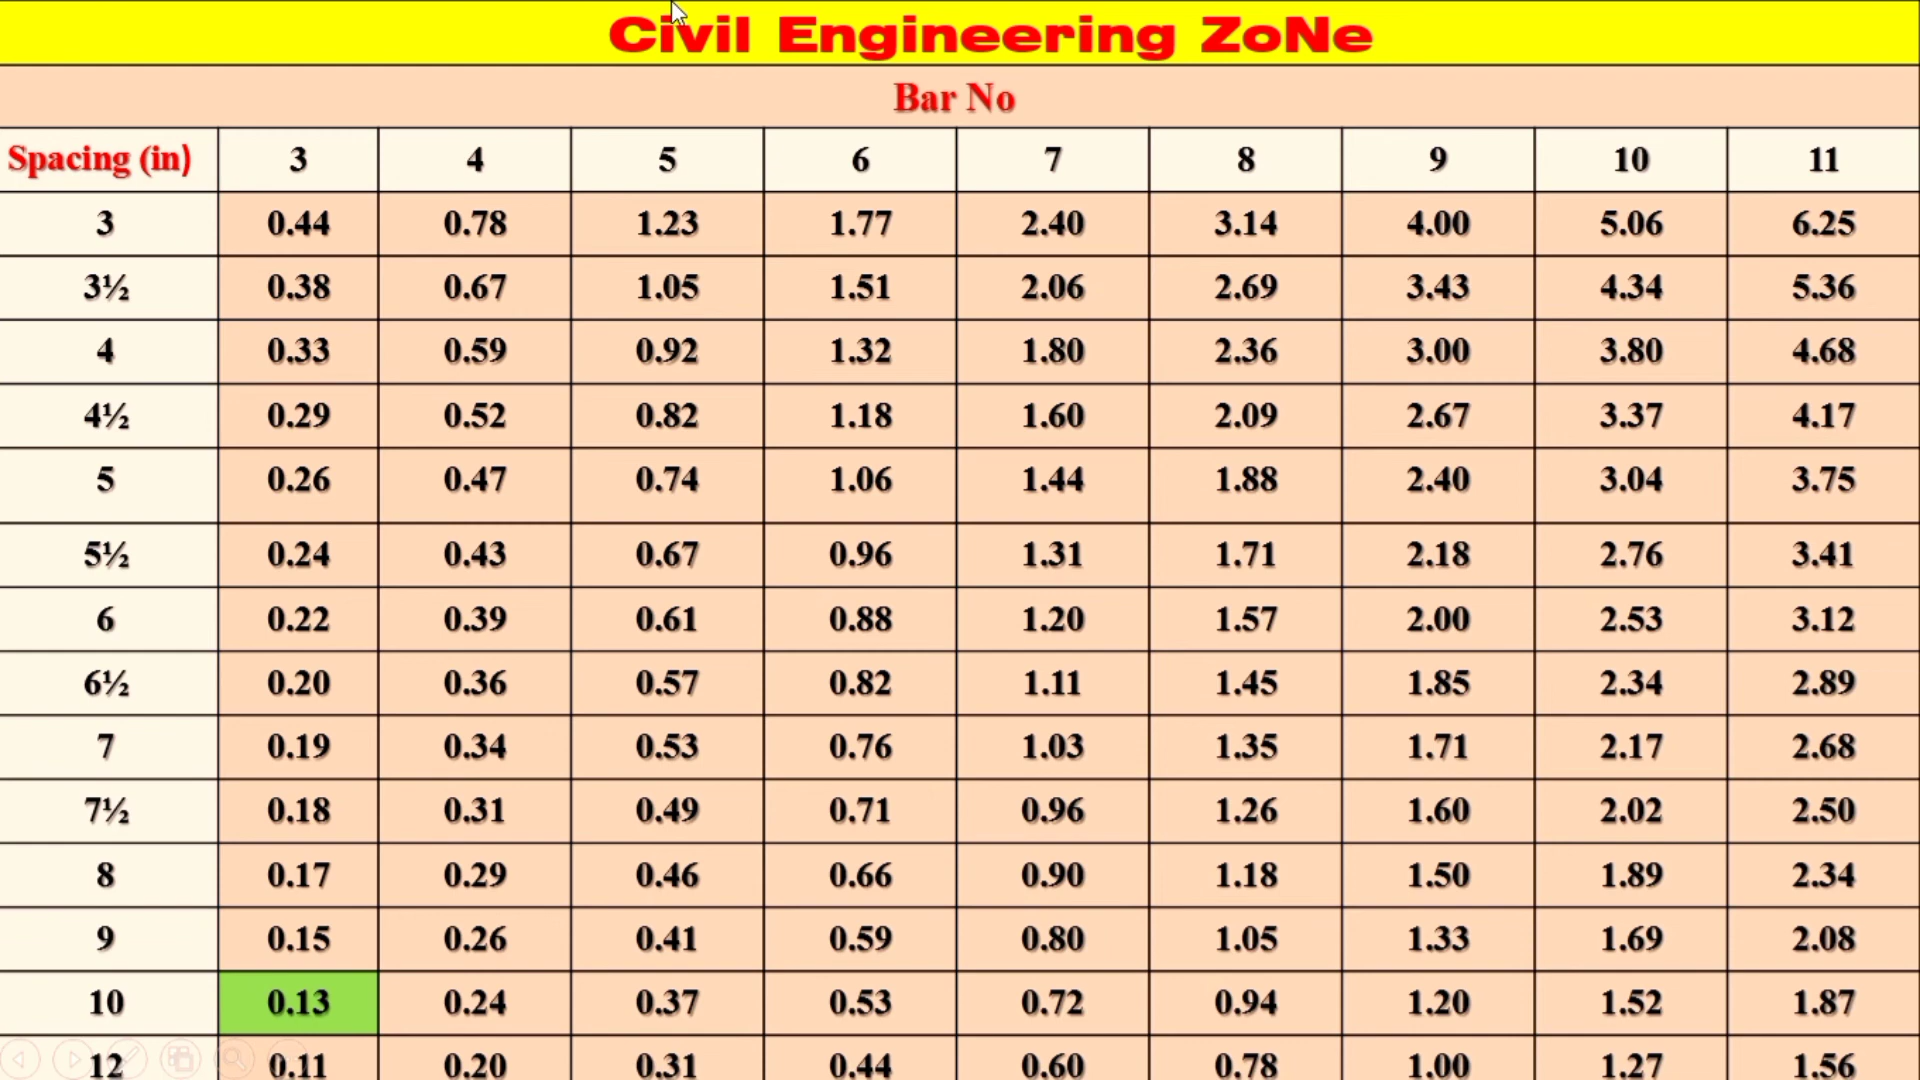 Civil Engineering ZoNe
Bar No
Spacing (in) 3 4 5 6 7 8 9 10 11
3 0.44 0.78 1.23 1.77 2.40 3.14 4.00 5.06 6.25
3½ 0.38 0.67 1.05 1.51 2.06 2.69 3.43 4.34 5.36
4 0.33 0.59 0.92 1.32 1.80 2.36 3.00 3.80 4.68
4½ 0.29 0.52 0.82 1.18 1.60 2.09 2.67 3.37 4.17
5 0.26 0.47 0.74 1.06 1.44 1.88 2.40 3.04 3.75
5½ 0.24 0.43 0.67 0.96 1.31 1.71 2.18 2.76 3.41
6 0.22 0.39 0.61 0.88 1.20 1.57 2.00 2.53 3.12
6½ 0.20 0.36 0.57 0.82 1.11 1.45 1.85 2.34 2.89
7 0.19 0.34 0.53 0.76 1.03 1.35 1.71 2.17 2.68
7½ 0.18 0.31 0.49 0.71 0.96 1.26 1.60 2.02 2.50
8 0.17 0.29 0.46 0.66 0.90 1.18 1.50 1.89 2.34
9 0.15 0.26 0.41 0.59 0.80 1.05 1.33 1.69 2.08
10 0.13 0.24 0.37 0.53 0.72 0.94 1.20 1.52 1.87
12 0.11 0.20 0.31 0.44 0.60 0.78 1.00 1.27 1.56